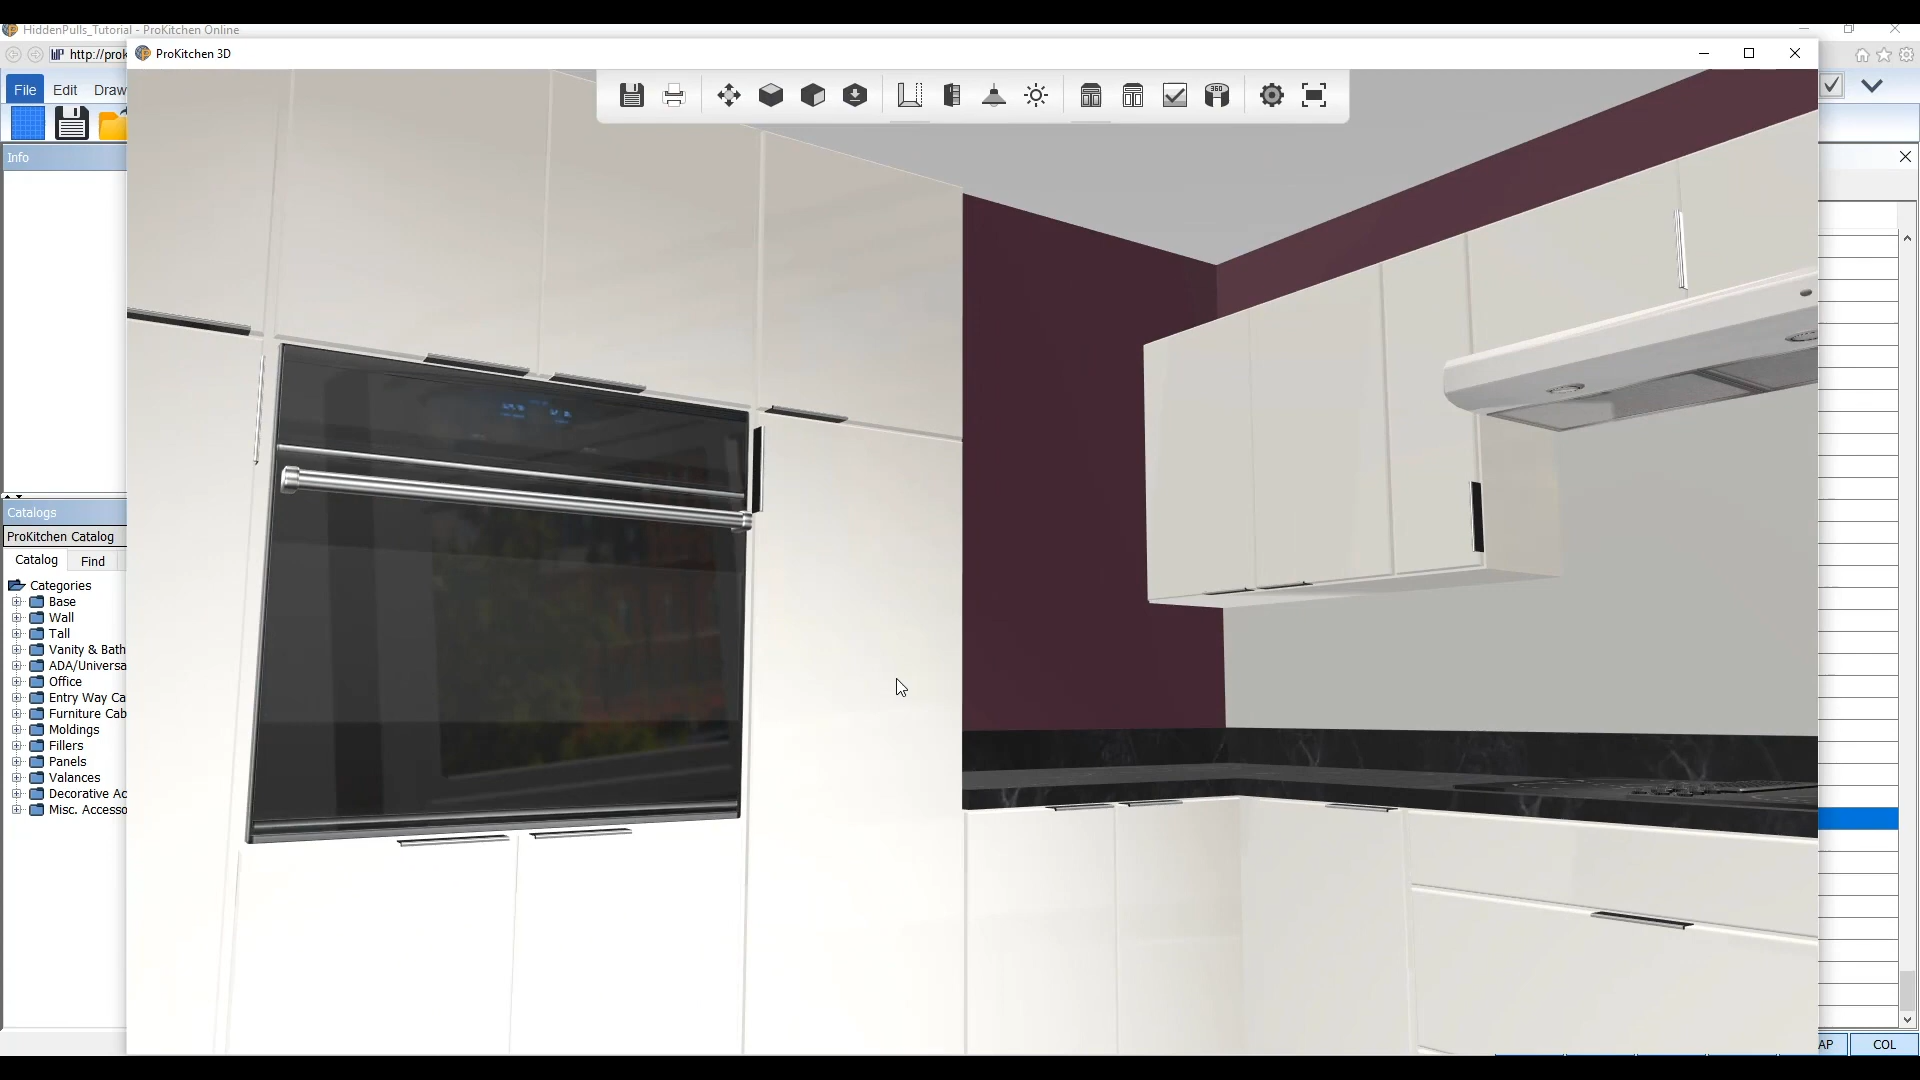 HiddenPulls_Tutorial - ProKitchen Online
http://prok
ProKitchen 3D
File Edit Draw
360
Info
Catalogs
ProKitchen Catalog
Catalog Find
Categories
Base
Wall
Tall
Vanity & Bath
ADA/Universa
Office
Entry Way Ca
Furniture Cab
Moldings
Fillers
Panels
Valances
Decorative Ac
Misc. Accesso
AP COL